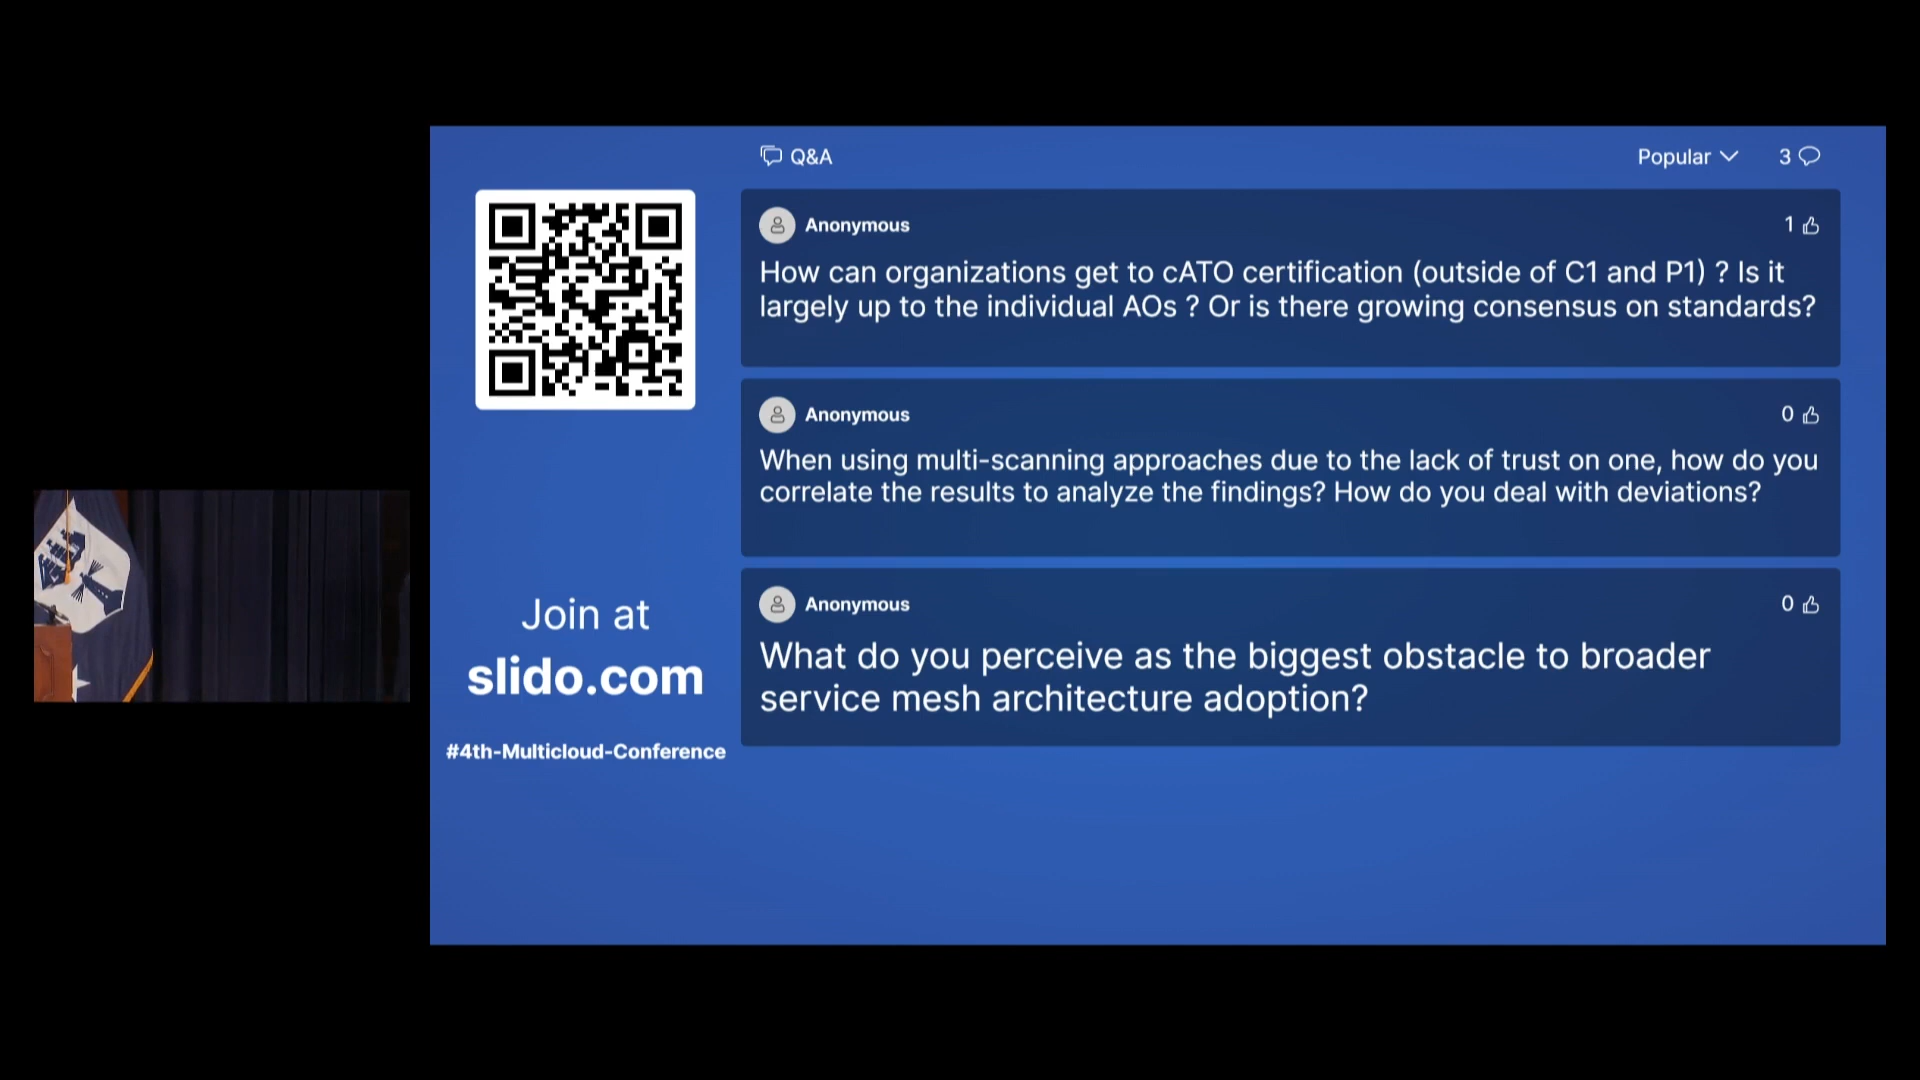 Q&A
Popular
3
Anonymous
1
How can organizations get to cATO certification (outside of C1 and P1) ? Is it
largely up to the individual AOs ? Or is there growing consensus on standards?
Anonymous
0
When using multi-scanning approaches due to the lack of trust on one, how do you
correlate the results to analyze the findings? How do you deal with deviations?
Anonymous
0
What do you perceive as the biggest obstacle to broader
service mesh architecture adoption?
Join at
slido.com
#4th-Multicloud-Conference